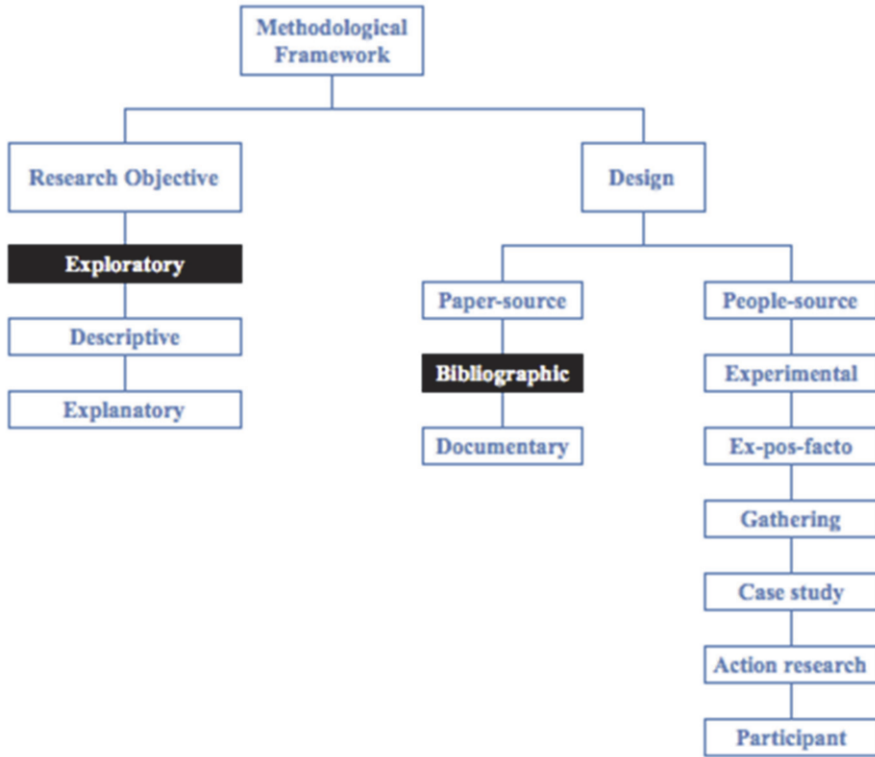 Methodological
Framework
Research Objective
Design
Exploratory
Paper-source
People-source
Descriptive
Bibliographic
Experimental
Explanatory
Documentary
Ex-pos-facto
Gathering
Case study
Action research
Participant